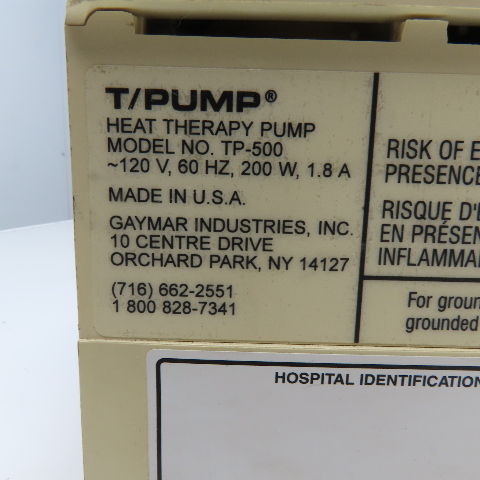 T/PUMP®
HEAT THERAPY PUMP
MODEL NO. TP-500
~120 V, 60 HZ, 200 W, 1.8 A
MADE IN U.S.A.
GAYMAR INDUSTRIES, INC.
10 CENTRE DRIVE
ORCHARD PARK, NY 14127
(716) 662-2551
1 800 828-7341
RISK OF E
PRESENCE
RISQUE D'E
EN PRÉSEN
INFLAMMA
For groun
grounded
HOSPITAL IDENTIFICATION